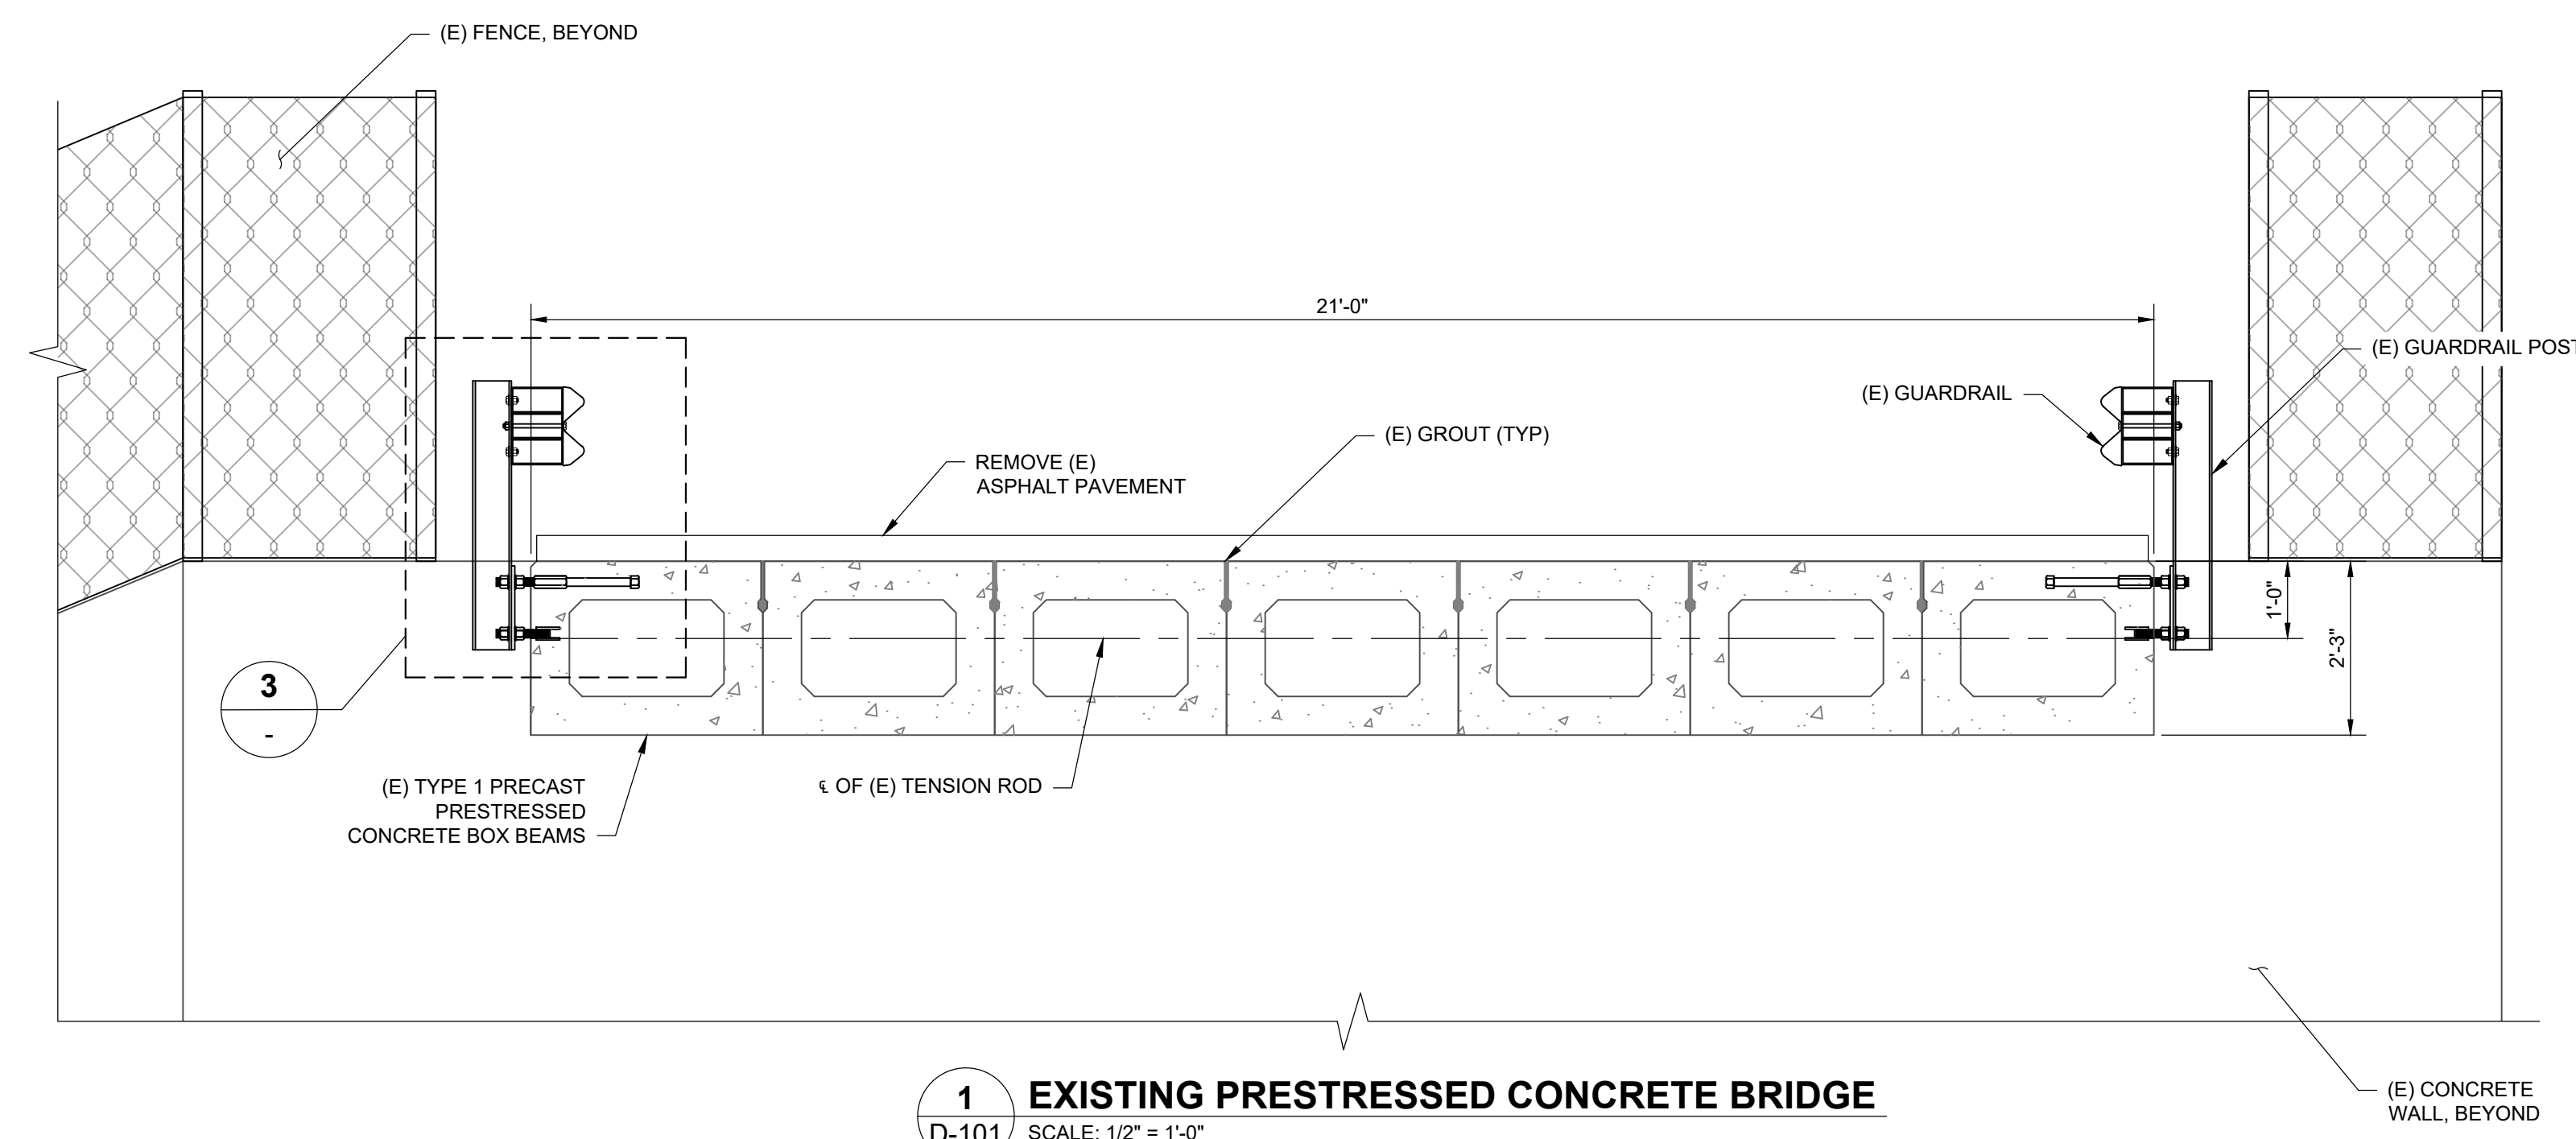 (E) FENCE, BEYOND
21'-0"
(E) GUARDRAIL POST
(E) GUARDRAIL
(E) GROUT (TYP)
REMOVE (E)
ASPHALT PAVEMENT
1'-0"
2'-3"
3
-
(E) TYPE 1 PRECAST
PRESTRESSED
CONCRETE BOX BEAMS
℄ OF (E) TENSION ROD
1
D-101
EXISTING PRESTRESSED CONCRETE BRIDGE
SCALE: 1/2" = 1'-0"
(E) CONCRETE
WALL, BEYOND